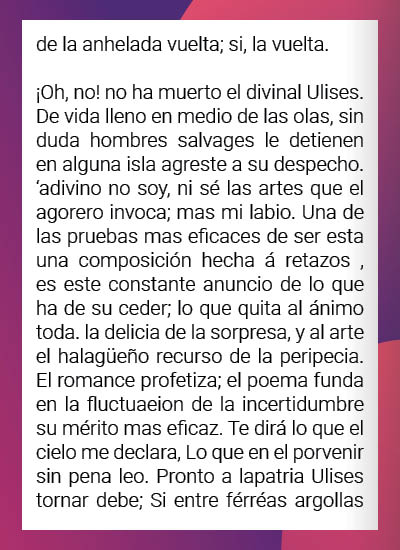 de la anhelada vuelta; si, la vuelta.
¡Oh, no! no ha muerto el divinal Ulises.
De vida lleno en medio de las olas, sin
duda hombres salvages le detienen
en alguna isla agreste a su despecho.
‘adivino no soy, ni sé las artes que el
agorero invoca; mas mi labio. Una de
las pruebas mas eficaces de ser esta
una composición hecha á retazos ,
es este constante anuncio de lo que
ha de su ceder; lo que quita al ánimo
toda. la delicia de la sorpresa, y al arte
el halagüeño recurso de la peripecia.
El romance profetiza; el poema funda
en la fluctuaeion de la incertidumbre
su mérito mas eficaz. Te dirá lo que el
cielo me declara, Lo que en el porvenir
sin pena leo. Pronto a lapatria Ulises
tornar debe; Si entre férréas argollas